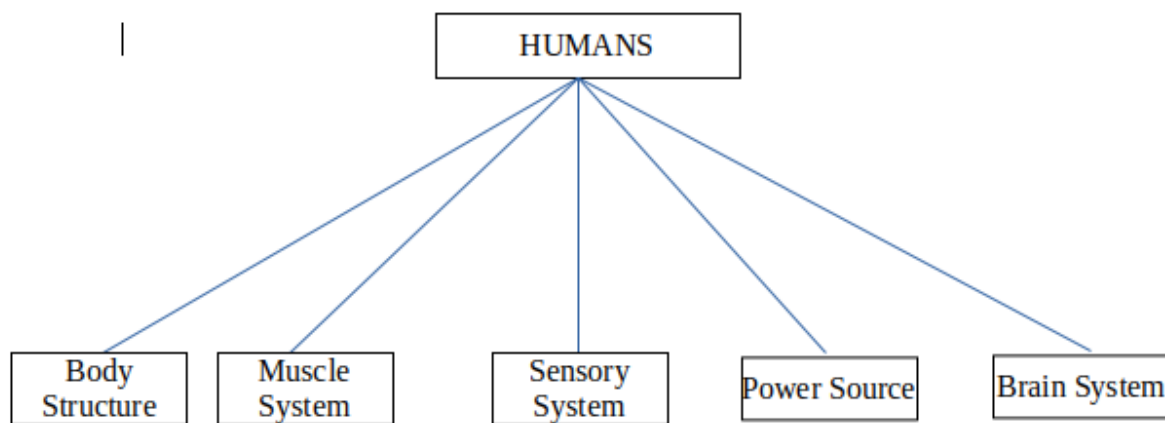 HUMANS
Body
Structure
Muscle
System
Sensory
System
Power Source
Brain System